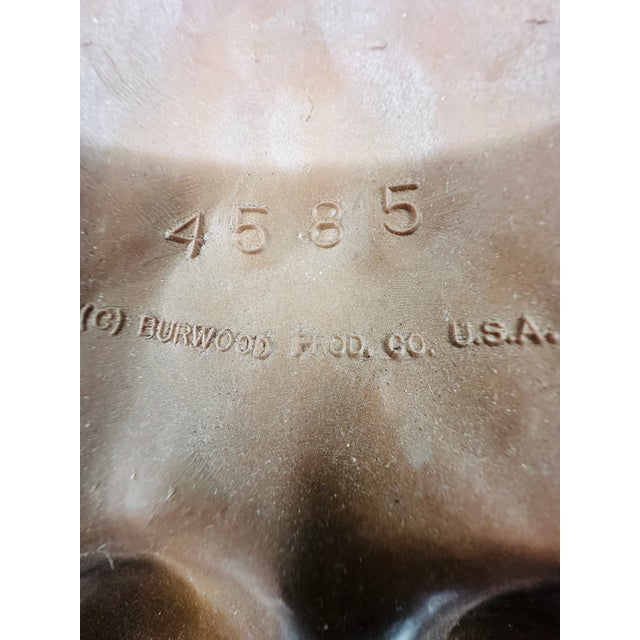 4585
(C) BURWOOD PROD. CO. U.S.A.